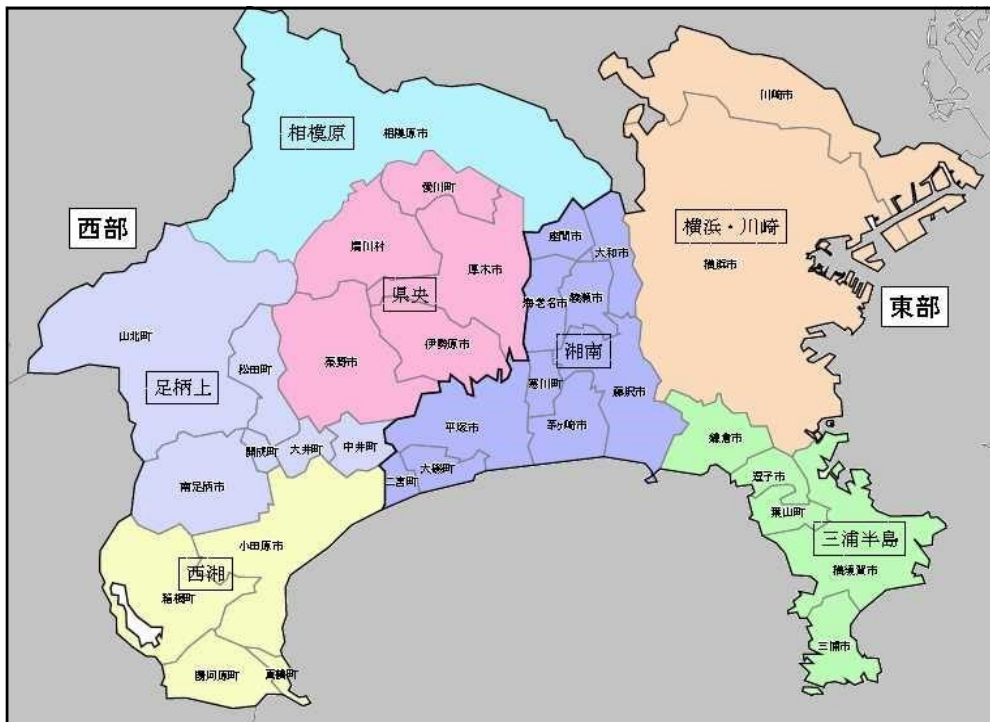 川崎市
相模原
相模原市
愛川町
西部
横浜・川崎
座間市
清川村
大和市
横浜市
厚木市
県央
海老名市
綾瀬市
東部
山北町
伊勢原市
湘南
秦野市
松田町
足柄上
寒川町
藤沢市
茅ヶ崎市
平塚市
鎌倉市
開成町
大井町
中井町
大磯町
逗子市
二宮町
南足柄市
葉山町
三浦半島
小田原市
西湘
横須賀市
箱根町
三浦市
湯河原町
真鶴町